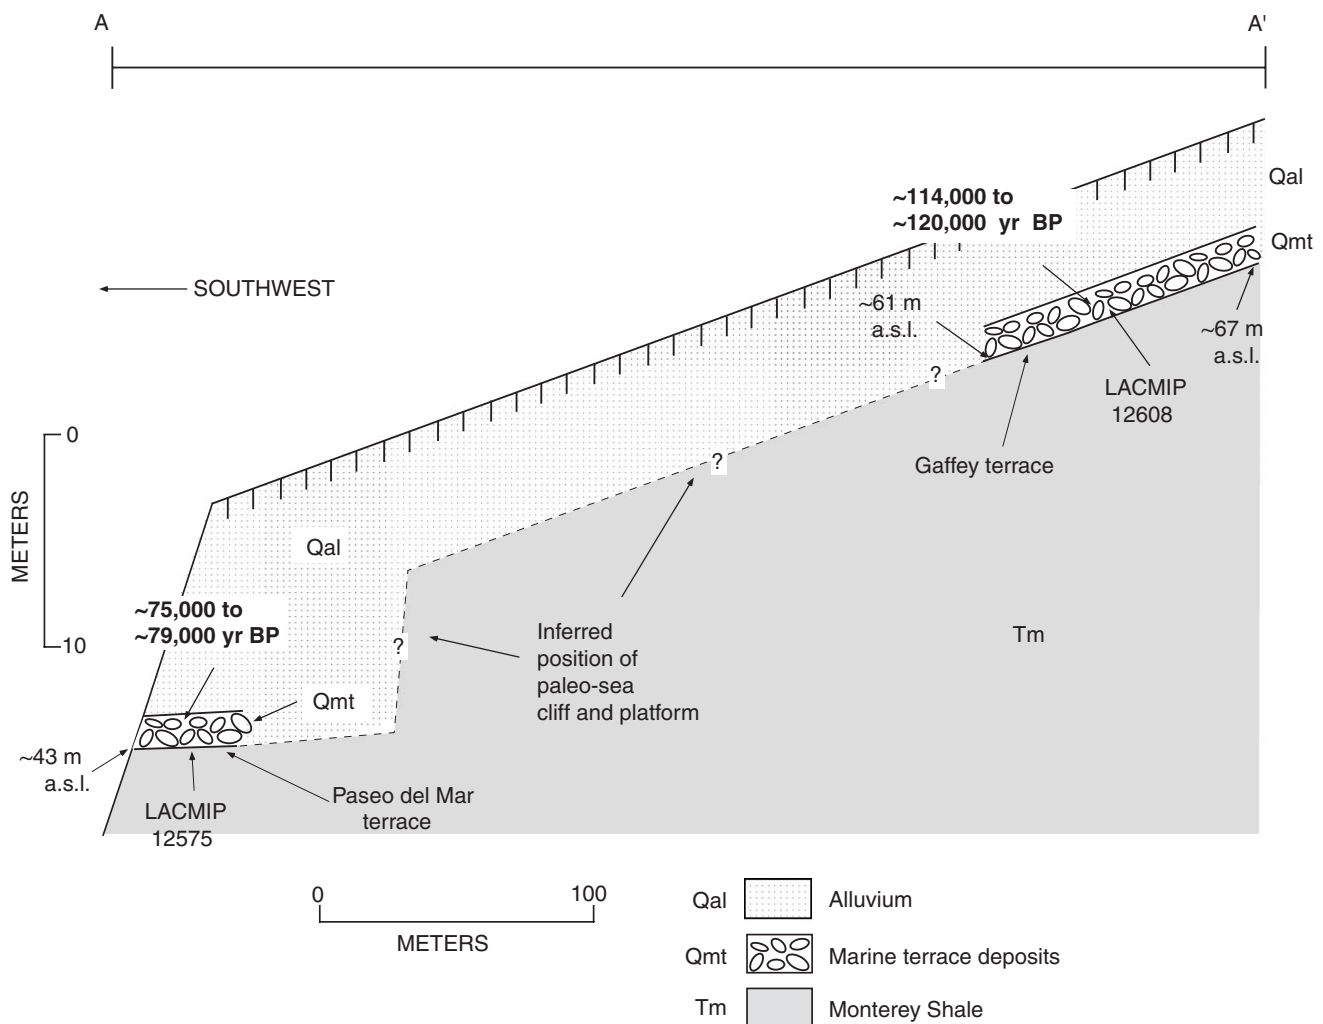 A
A'
SOUTHWEST
~114,000 to
~120,000 yr BP
Qal
Qmt
~61 m
a.s.l.
~67 m
a.s.l.
?
LACMIP
12608
Gaffey terrace
?
0
METERS
10
Qal
~75,000 to
~79,000 yr BP
?
Inferred
position of
paleo-sea
cliff and platform
Tm
Qmt
~43 m
a.s.l.
LACMIP
12575
Paseo del Mar
terrace
0 100
METERS
Qal Alluvium
Qmt Marine terrace deposits
Tm Monterey Shale